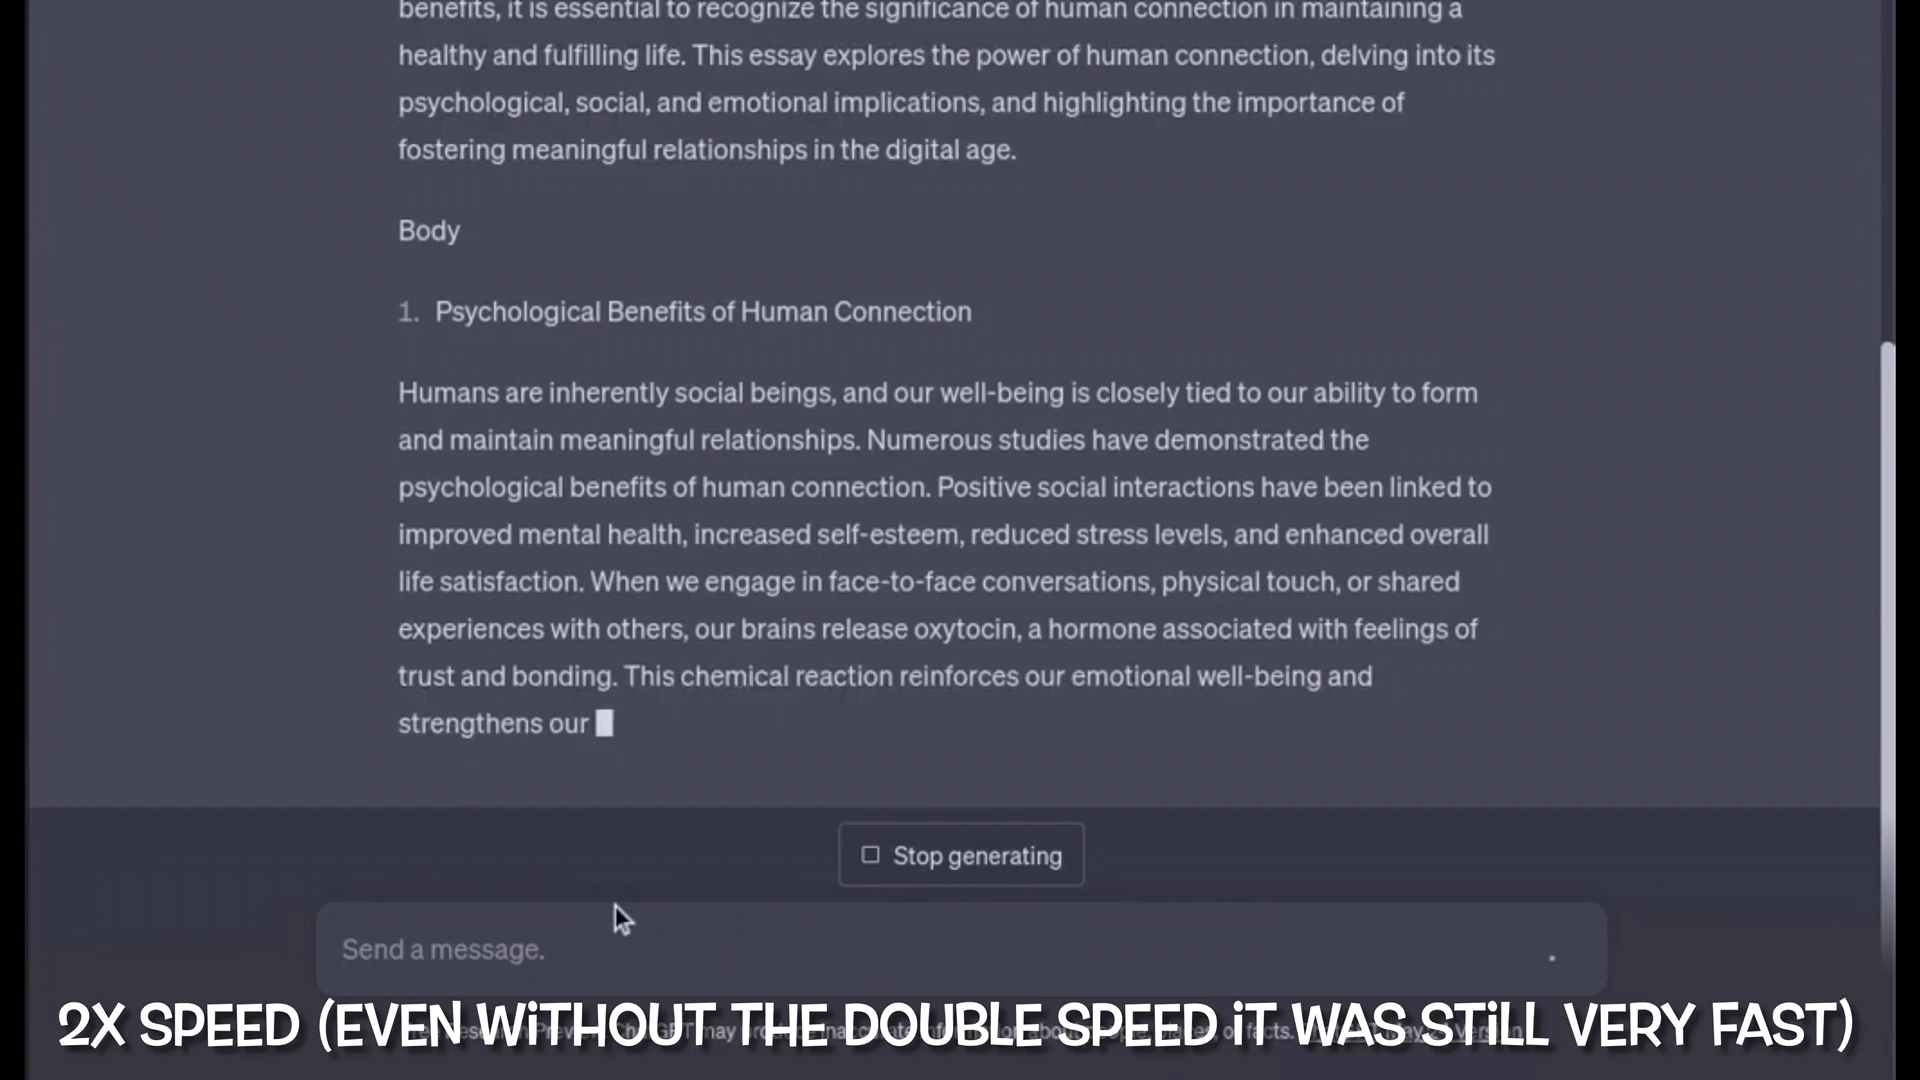 benefits, it is essential to recognize the significance of human connection in maintaining a
healthy and fulfilling life. This essay explores the power of human connection, delving into its
psychological, social, and emotional implications, and highlighting the importance of
fostering meaningful relationships in the digital age.
Body
1. Psychological Benefits of Human Connection
Humans are inherently social beings, and our well-being is closely tied to our ability to form
and maintain meaningful relationships. Numerous studies have demonstrated the
psychological benefits of human connection. Positive social interactions have been linked to
improved mental health, increased self-esteem, reduced stress levels, and enhanced overall
life satisfaction. When we engage in face-to-face conversations, physical touch, or shared
experiences with others, our brains release oxytocin, a hormone associated with feelings of
trust and bonding. This chemical reaction reinforces our emotional well-being and
strengthens our
Stop generating
Send a message.
2X SPEED (EVEN WiTHOUT THE DOUBLE SPEED iT WAS STiLL VERY FAST)